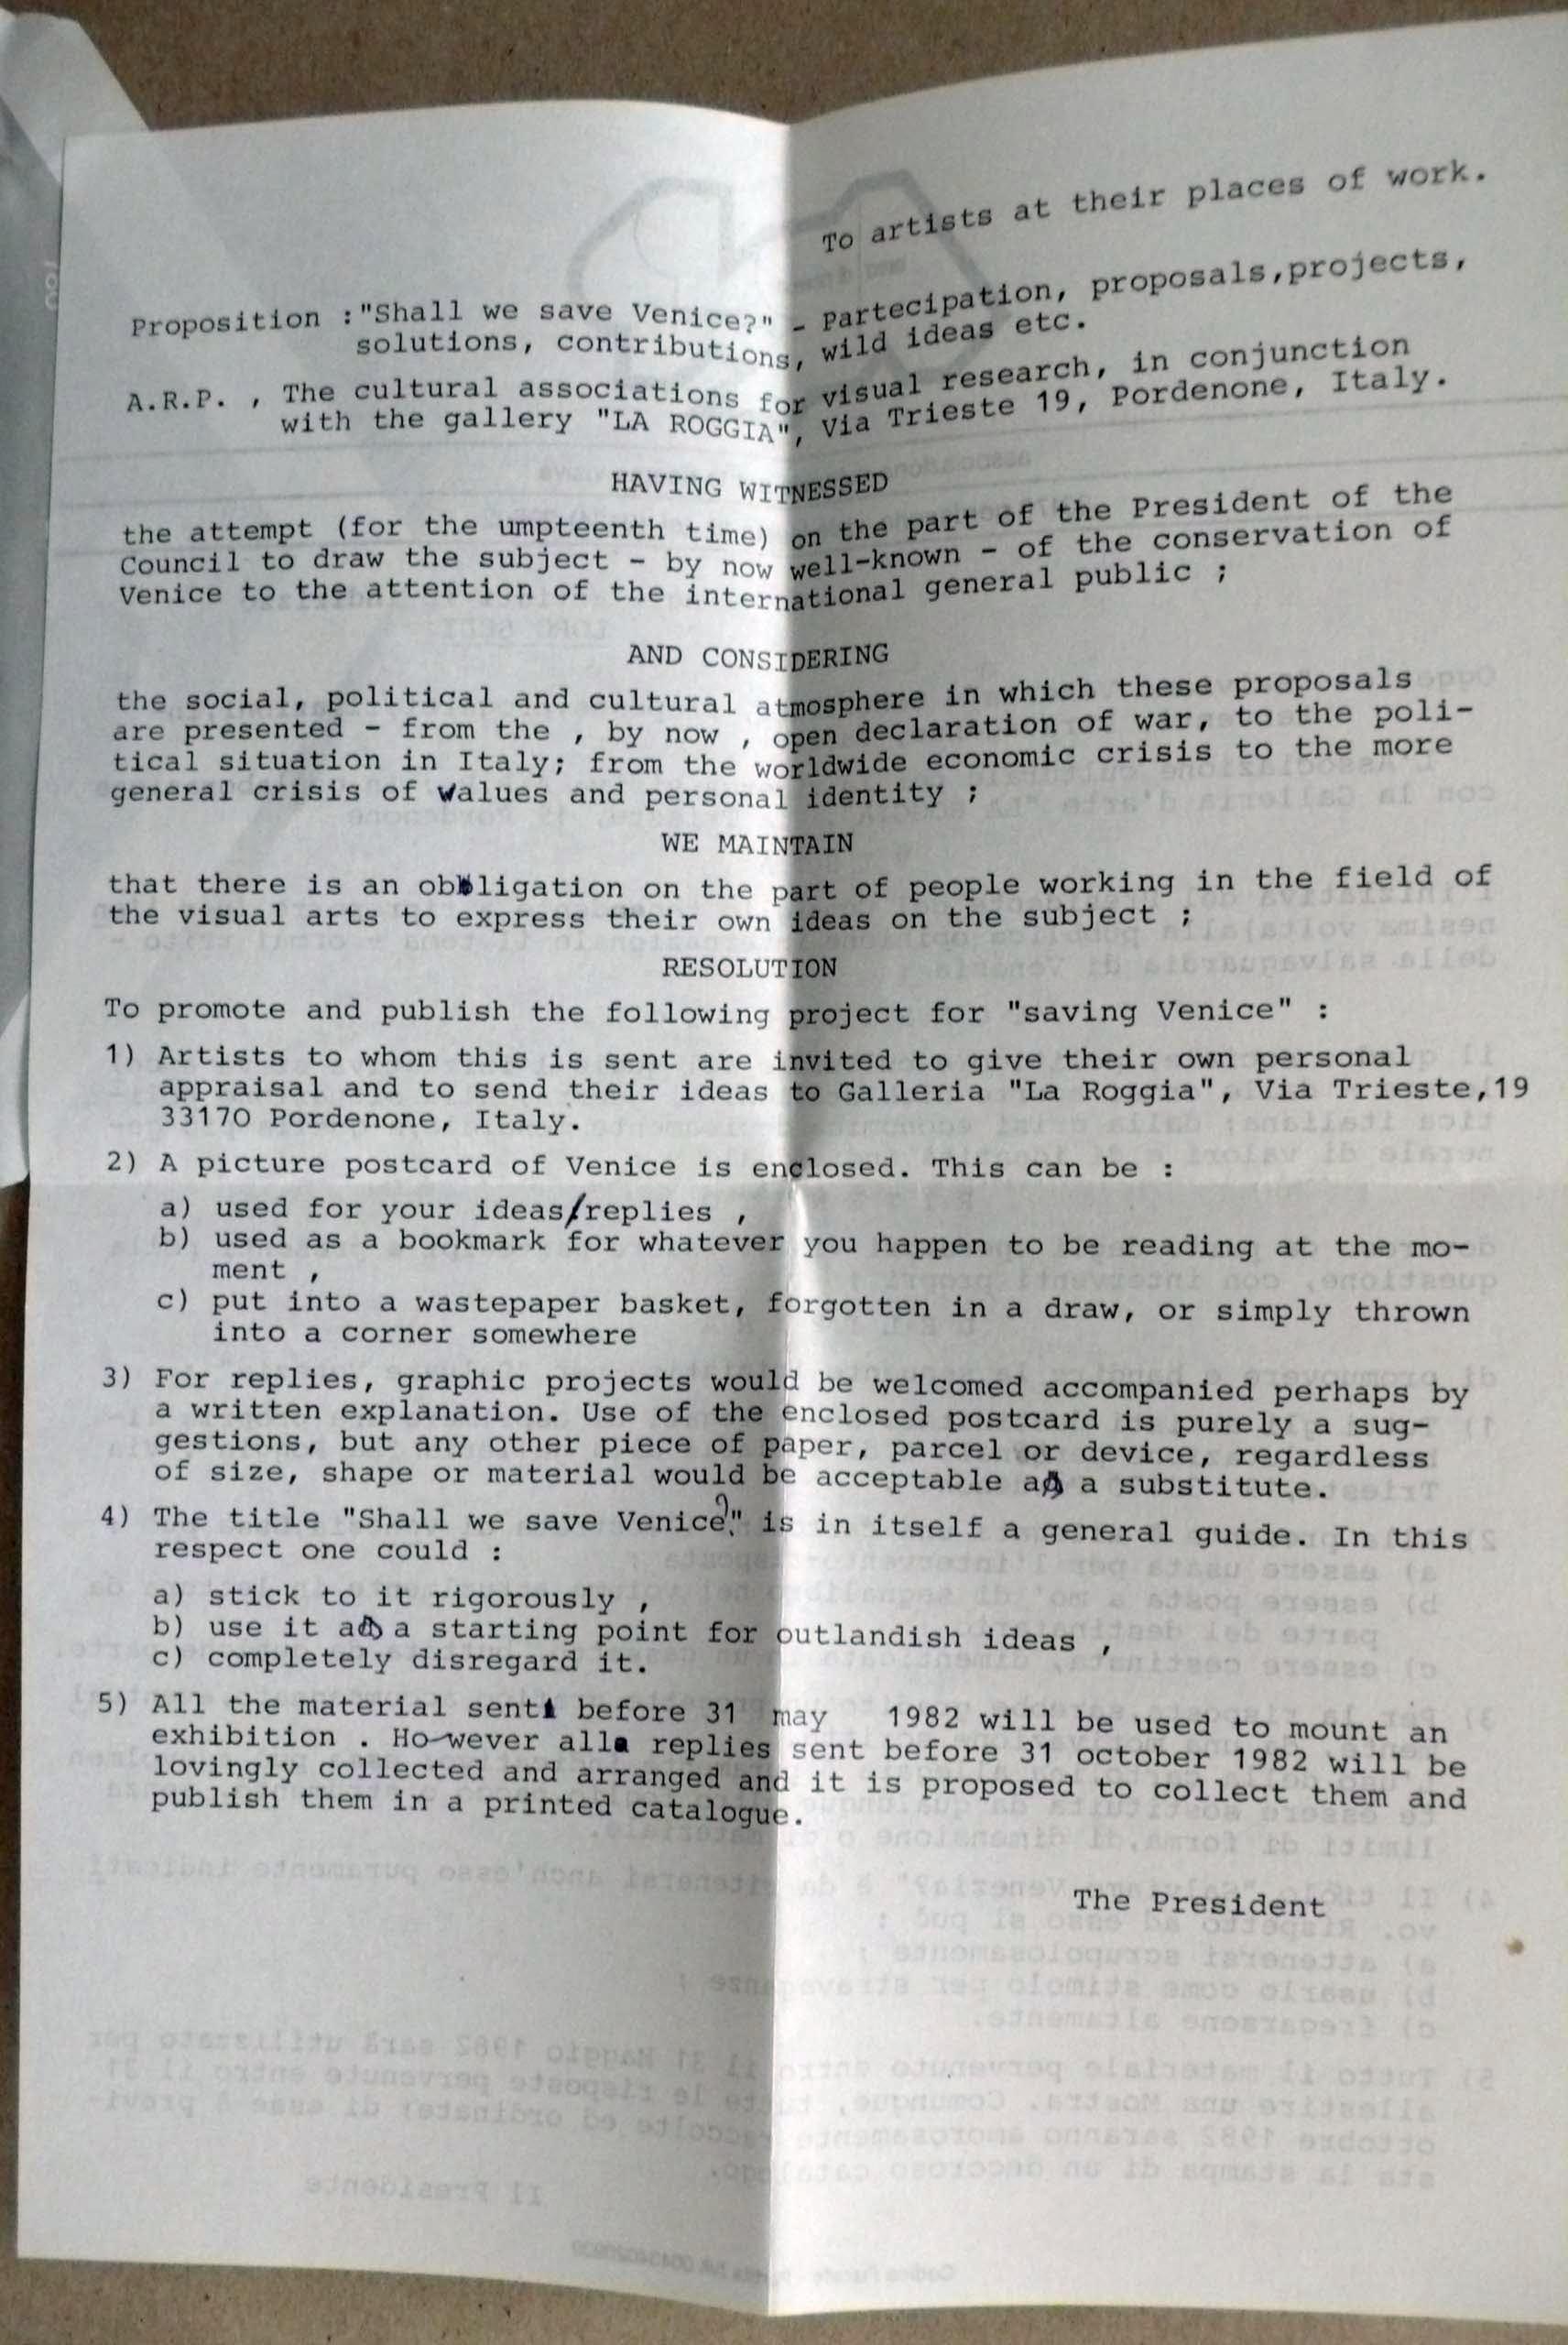 To artists at their places of work.
Proposition :"Shall we save Venice?" - Partecipation, proposals,projects,
solutions, contributions, wild ideas etc.
A.R.P. , The cultural associations for visual research, in conjunction
with the gallery "LA ROGGIA", Via Trieste 19, Pordenone, Italy.
HAVING WITNESSED
the attempt (for the umpteenth time) on the part of the President of the
Council to draw the subject - by now well-known - of the conservation of
Venice to the attention of the international general public ;
AND CONSIDERING
the social, political and cultural atmosphere in which these proposals
are presented - from the , by now , open declaration of war, to the poli-
tical situation in Italy; from the worldwide economic crisis to the more
general crisis of values and personal identity ;
WE MAINTAIN
that there is an obligation on the part of people working in the field of
the visual arts to express their own ideas on the subject ;
RESOLUTION
To promote and publish the following project for "saving Venice" :
1) Artists to whom this is sent are invited to give their own personal
appraisal and to send their ideas to Galleria "La Roggia", Via Trieste,19
33170 Pordenone, Italy.
2) A picture postcard of Venice is enclosed. This can be :
a) used for your ideas/replies ,
b) used as a bookmark for whatever you happen to be reading at the mo-
ment ,
c) put into a wastepaper basket, forgotten in a draw, or simply thrown
into a corner somewhere
3) For replies, graphic projects would be welcomed accompanied perhaps by
a written explanation. Use of the enclosed postcard is purely a sug-
gestions, but any other piece of paper, parcel or device, regardless
of size, shape or material would be acceptable as a substitute.
4) The title "Shall we save Venice?" is in itself a general guide. In this
respect one could :
a) stick to it rigorously ,
b) use it as a starting point for outlandish ideas ,
c) completely disregard it.
5) All the material sent before 31 may 1982 will be used to mount an
exhibition . However all replies sent before 31 october 1982 will be
lovingly collected and arranged and it is proposed to collect them and
publish them in a printed catalogue.
The President